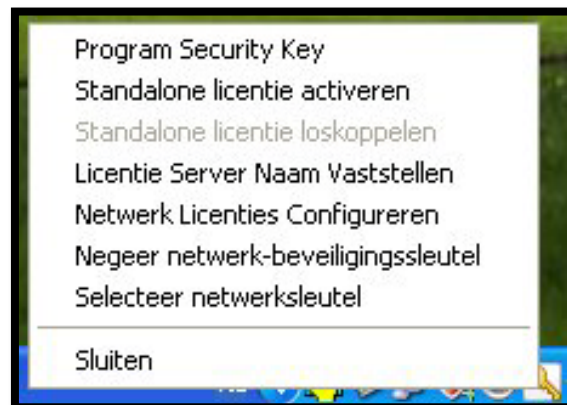 Program Security Key
Standalone licentie activeren
Standalone licentie loskoppelen
Licentie Server Naam Vaststellen
Netwerk Licenties Configureren
Negeer netwerk-beveiligingssleutel
Selecteer netwerksleutel
Sluiten